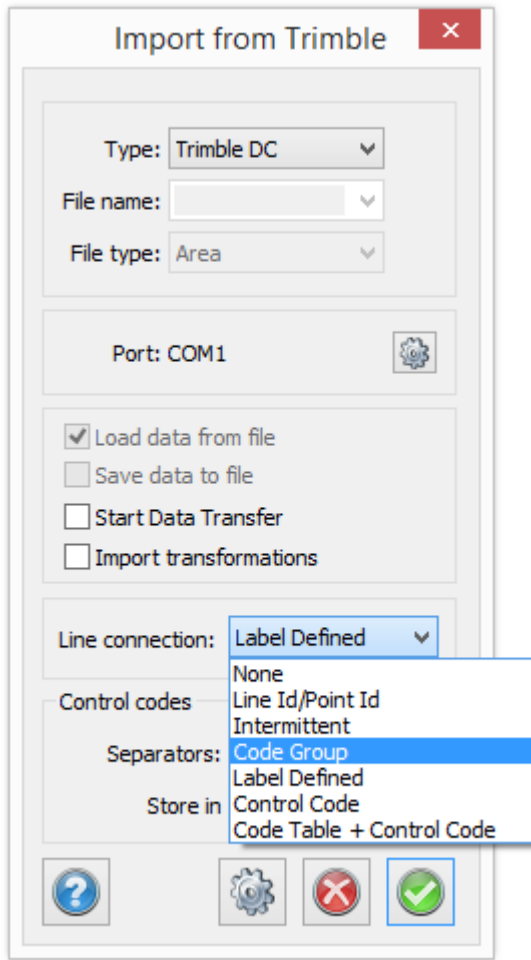 Import from Trimble
Type: Trimble DC
File name:
File type: Area
Port: COM1
Load data from file
Save data to file
Start Data Transfer
Import transformations
Line connection: Label Defined
None
Line Id/Point Id
Control codes
Intermittent
Separators: Code Group
Label Defined
Store in Control Code
Code Table + Control Code